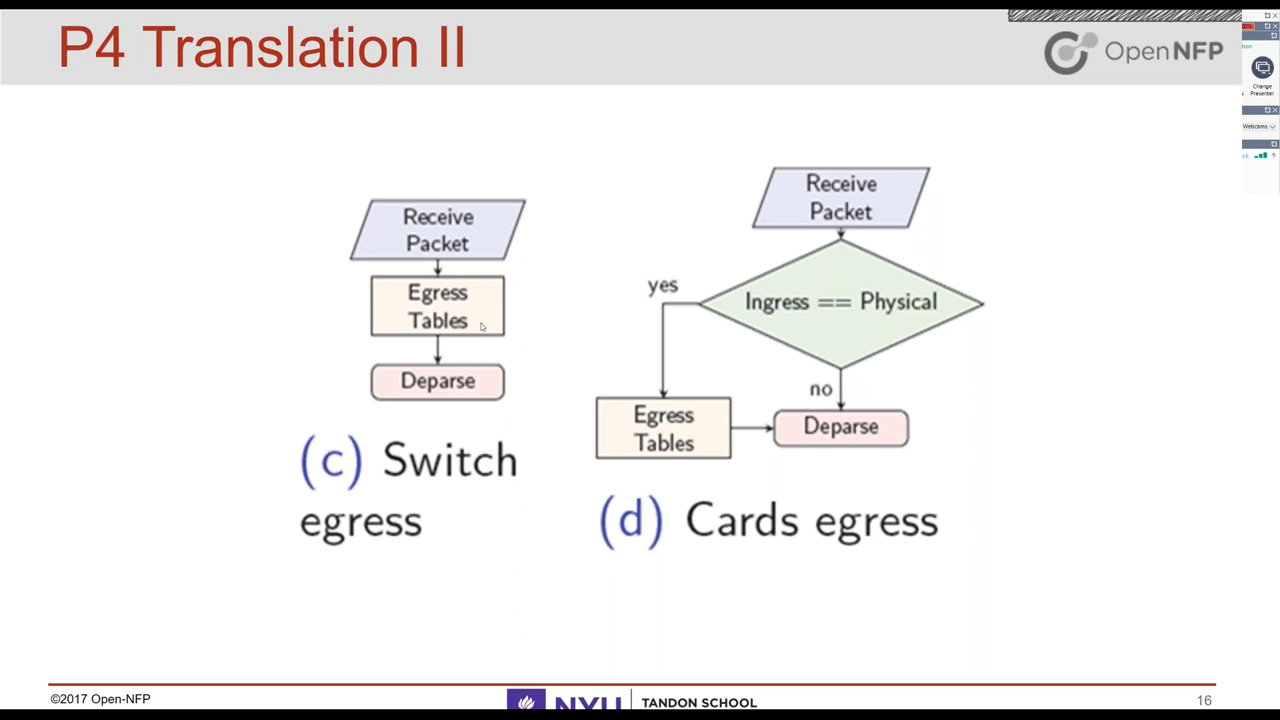 P4 Translation II
OpenNFP
Change
Presenter
Webcams
Receive
Packet
Egress
Tables
Deparse
(c) Switch
egress
Receive
Packet
Ingress == Physical
yes
no
Egress
Tables
Deparse
(d) Cards egress
©2017 Open-NFP
NYU
TANDON SCHOOL
16